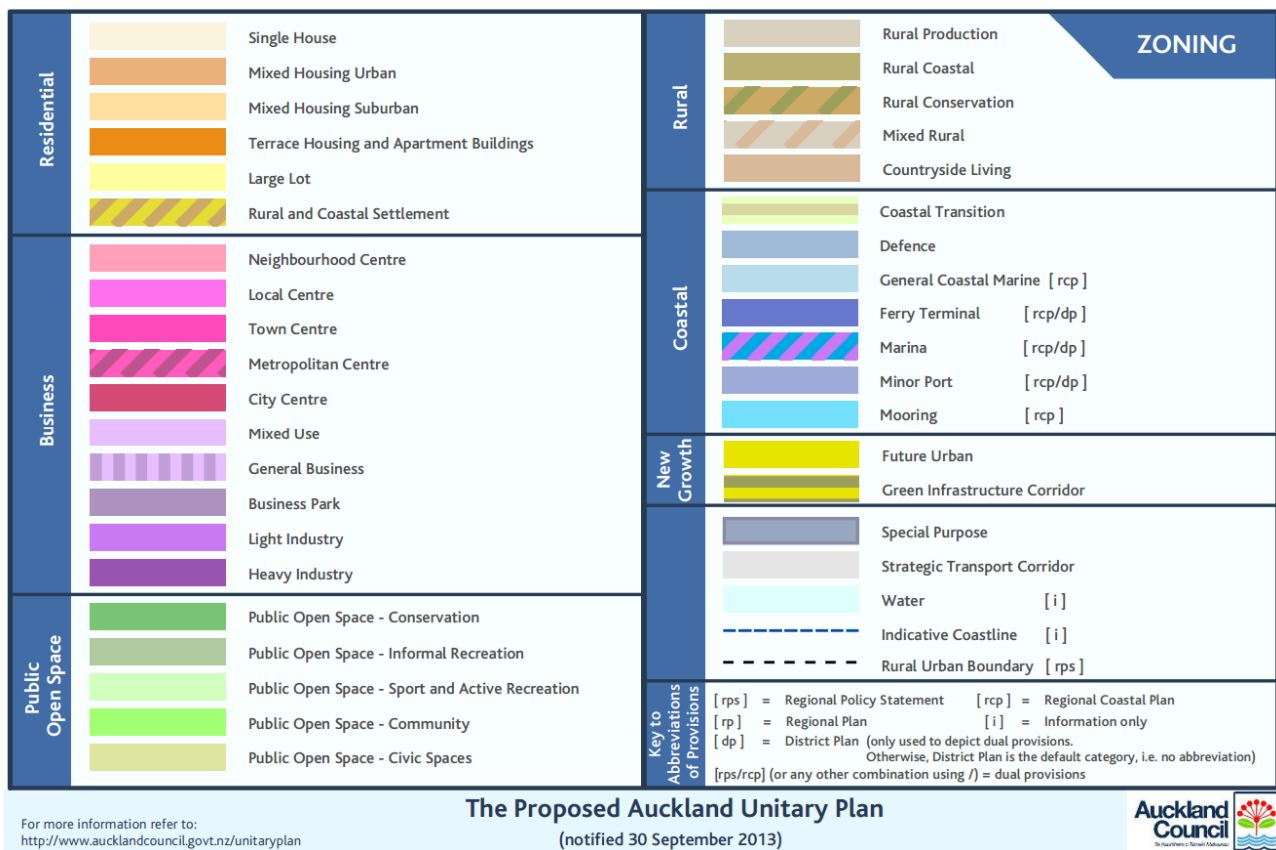 Residential
Single House
Mixed Housing Urban
Mixed Housing Suburban
Terrace Housing and Apartment Buildings
Large Lot
Rural and Coastal Settlement
Business
Neighbourhood Centre
Local Centre
Town Centre
Metropolitan Centre
City Centre
Mixed Use
General Business
Business Park
Light Industry
Heavy Industry
Public
Open Space
Public Open Space - Conservation
Public Open Space - Informal Recreation
Public Open Space - Sport and Active Recreation
Public Open Space - Community
Public Open Space - Civic Spaces
ZONING
Rural
Rural Production
Rural Coastal
Rural Conservation
Mixed Rural
Countryside Living
Coastal
Coastal Transition
Defence
General Coastal Marine [ rcp ]
Ferry Terminal [ rcp/dp ]
Marina [ rcp/dp ]
Minor Port [ rcp/dp ]
Mooring [ rcp ]
New
Growth
Future Urban
Green Infrastructure Corridor
Special Purpose
Strategic Transport Corridor
Water [ i ]
Indicative Coastline [ i ]
Rural Urban Boundary [ rps ]
Key to
Abbreviations
of Provisions
[ rps ] = Regional Policy Statement [ rcp ] = Regional Coastal Plan
[ rp ] = Regional Plan [ i ] = Information only
[ dp ] = District Plan (only used to depict dual provisions.
Otherwise, District Plan is the default category, i.e. no abbreviation)
[rps/rcp] (or any other combination using /) = dual provisions
For more information refer to:
http://www.aucklandcouncil.govt.nz/unitaryplan
The Proposed Auckland Unitary Plan
(notified 30 September 2013)
Auckland
Council
Te Kaunihera o Tāmaki Makaurau